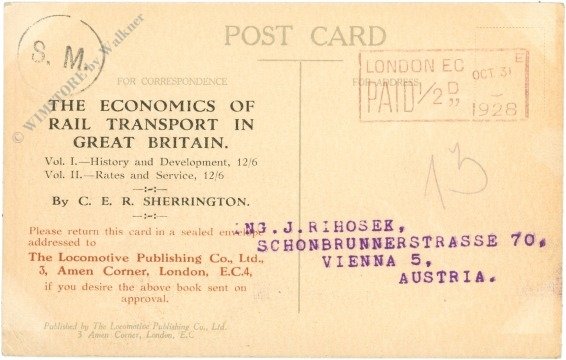 POST CARD
S. M.
© WIMSTORE by Walkner
FOR CORRESPONDENCE
FOR ADDRESS
LONDON E.C
OCT 31
E
PAID 1/2 D
1928
THE ECONOMICS OF
RAIL TRANSPORT IN
GREAT BRITAIN.
Vol. I.—History and Development, 12/6
Vol. II.—Rates and Service, 12/6
By C. E. R. SHERRINGTON.
Please return this card in a sealed envelope
addressed to
The Locomotive Publishing Co., Ltd.,
3, Amen Corner, London, E.C.4,
if you desire the above book sent on
approval.
Published by The Locomotive Publishing Co., Ltd.
3 Amen Corner, London, E.C
13
ING.J.RIHOSEK,
SCHONBRUNNERSTRASSE 70,
VIENNA 5,
AUSTRIA.